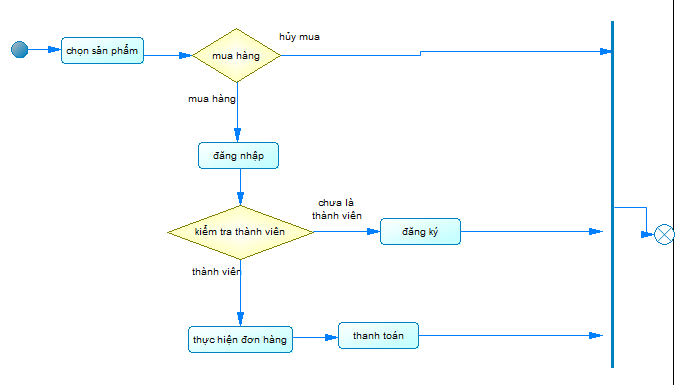 hủy mua
chọn sản phẩm
mua hàng
mua hàng
đăng nhập
chưa là
thành viên
kiểm tra thành viên
đăng ký
thành viên
thực hiện đơn hàng
thanh toán